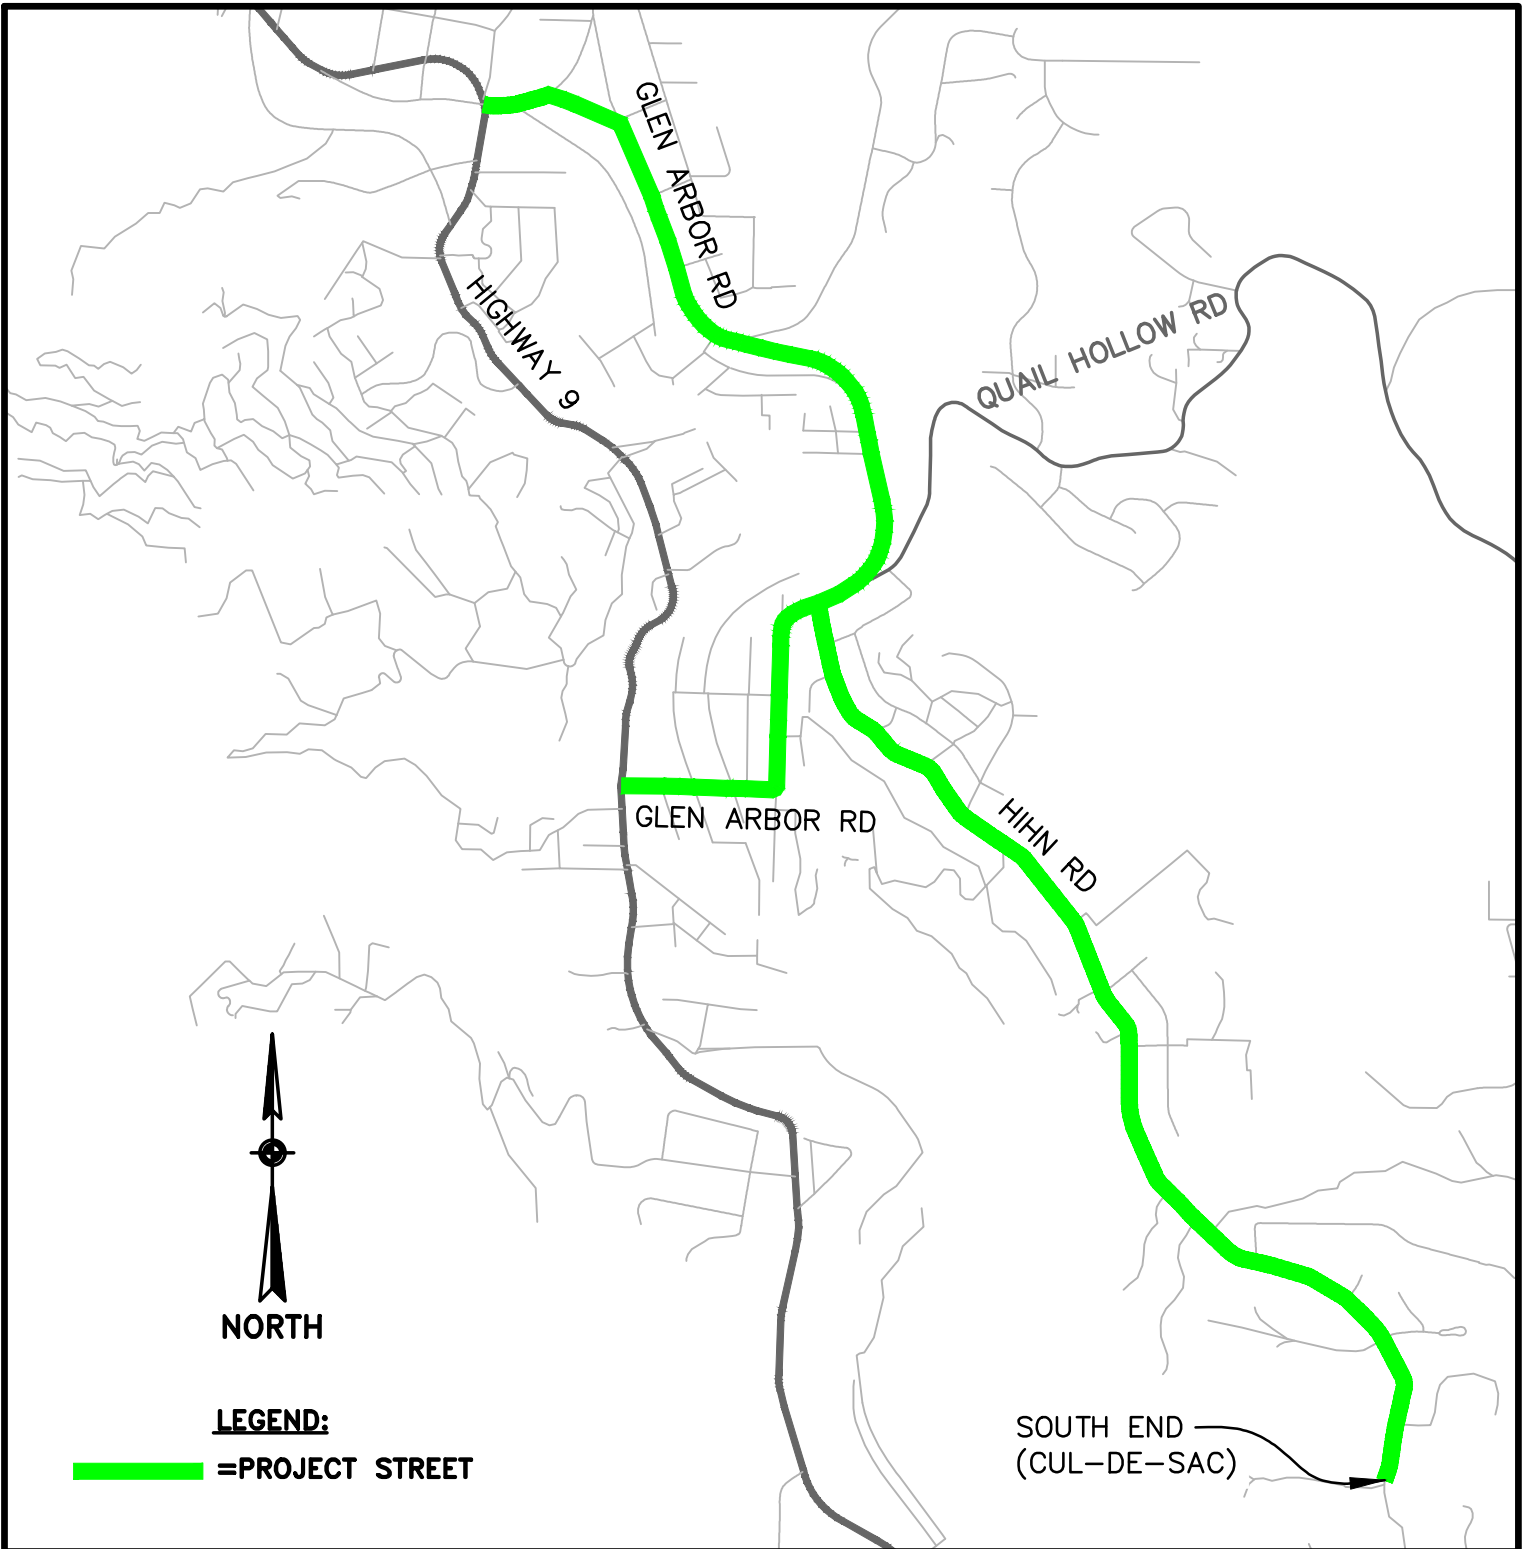 GLEN ARBOR RD
HIGHWAY 9
QUAIL HOLLOW RD
GLEN ARBOR RD
HIHN RD
NORTH
LEGEND:
=PROJECT STREET
SOUTH END
(CUL-DE-SAC)